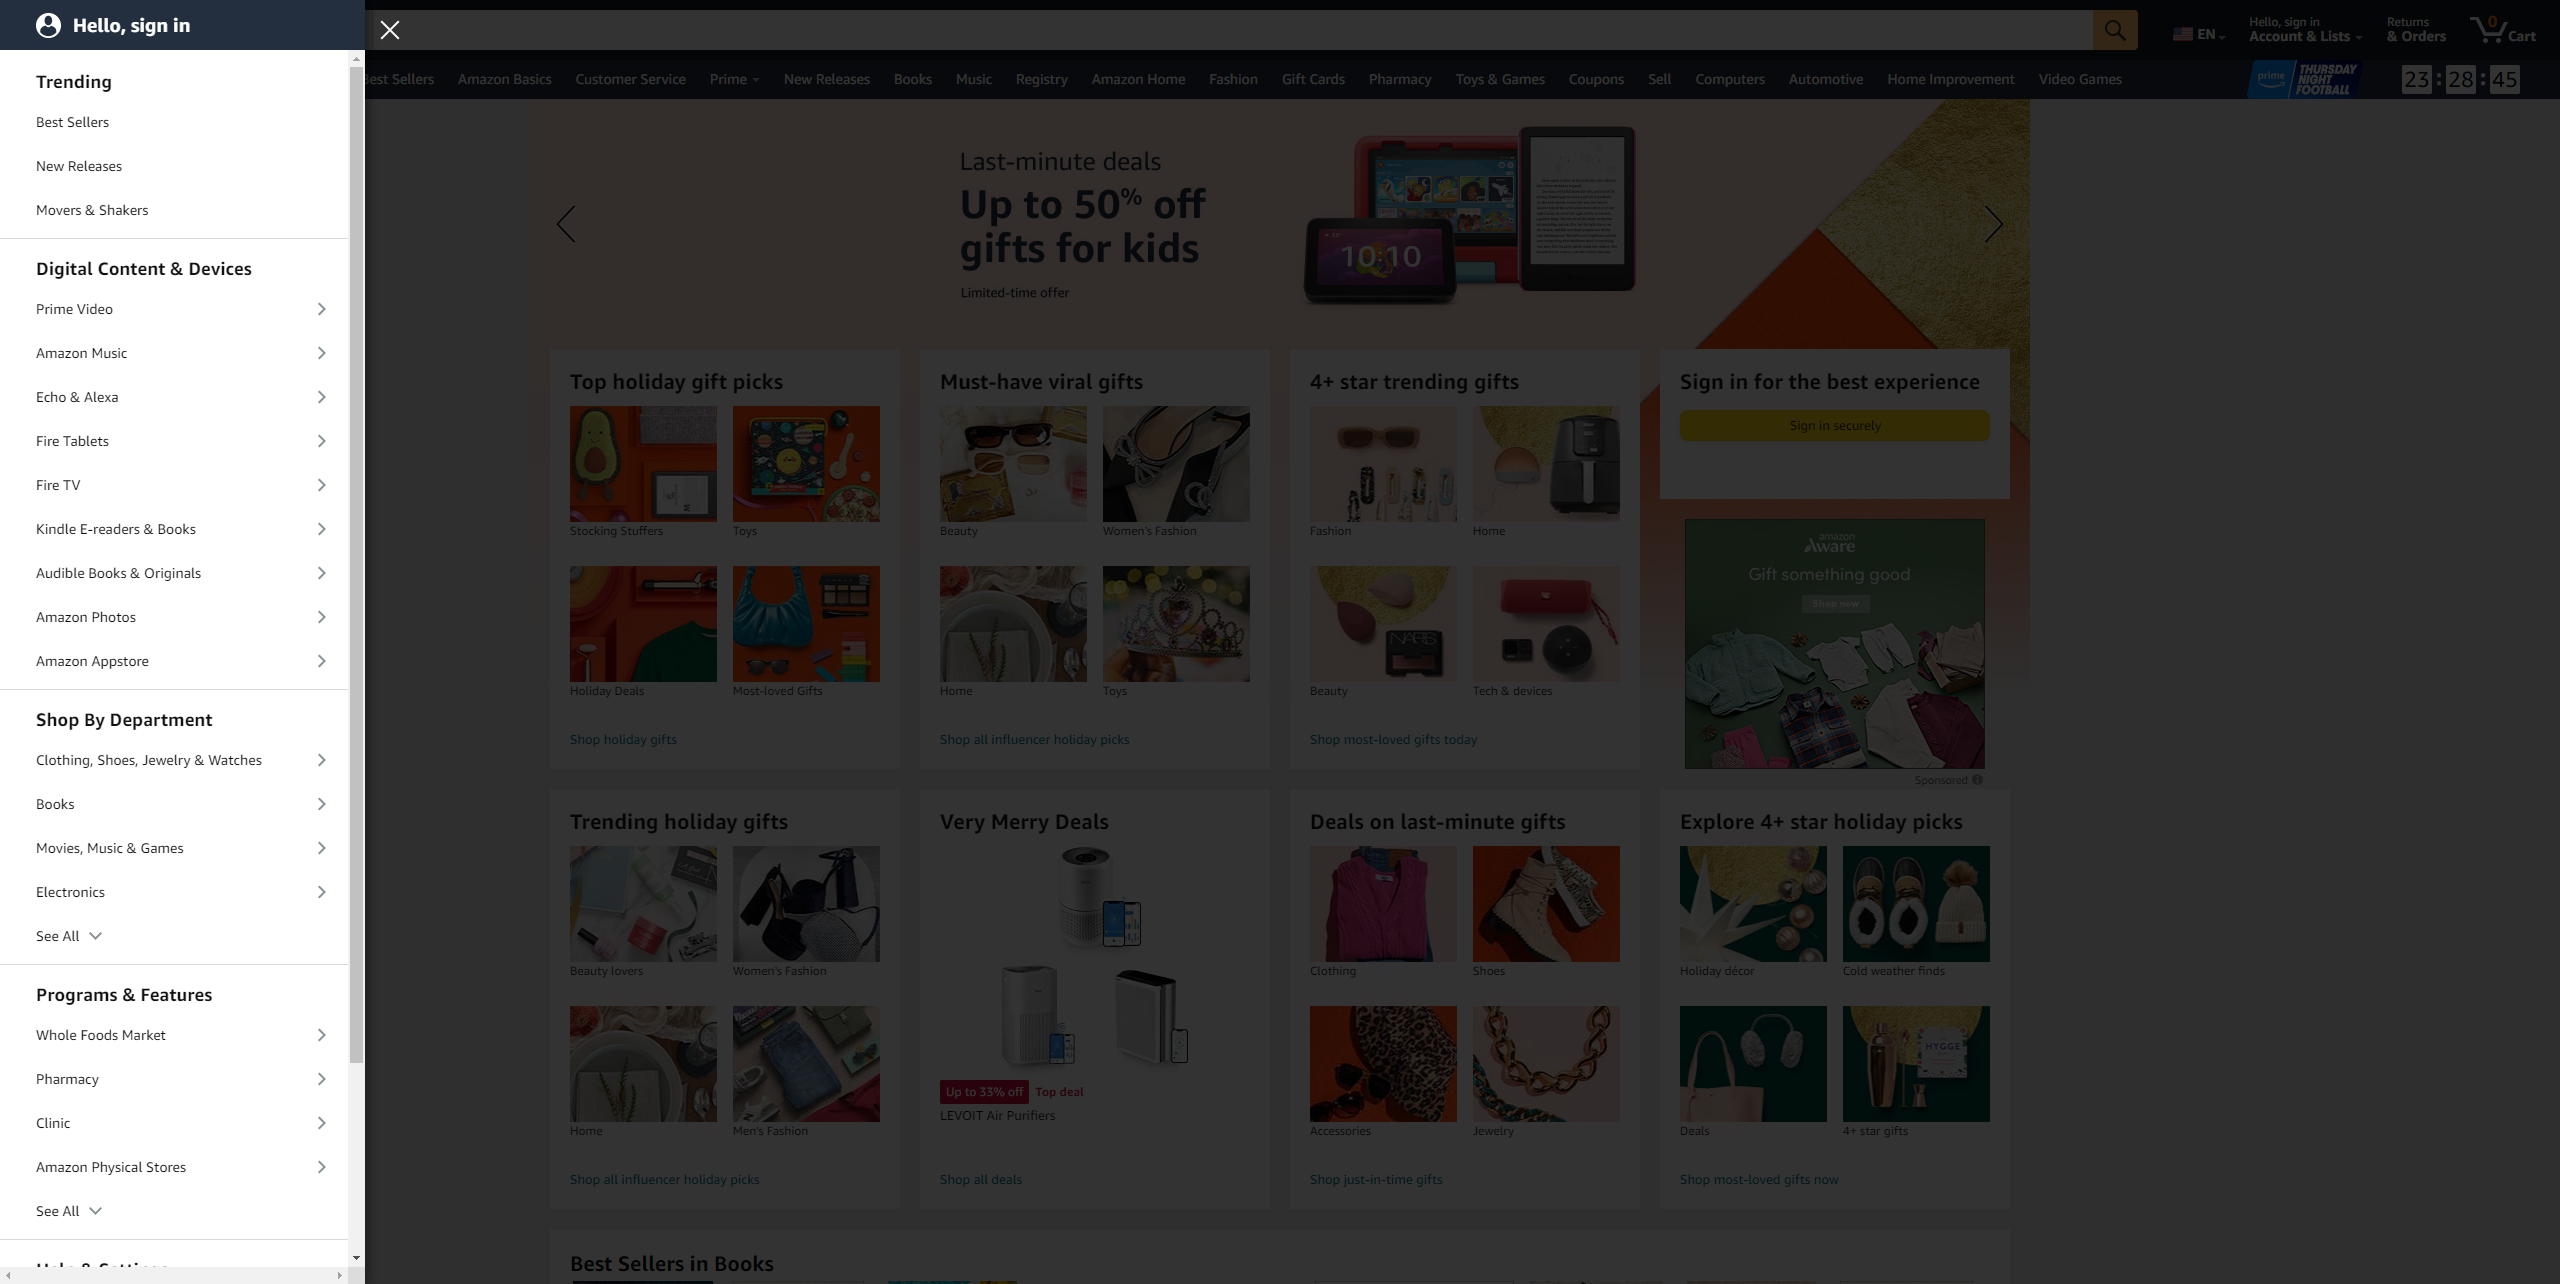 Hello, sign in
Trending
Best Sellers
New Releases
Movers & Shakers
Digital Content & Devices
Prime Video
Amazon Music
Echo & Alexa
Fire Tablets
Fire TV
Kindle E-readers & Books
Audible Books & Originals
Amazon Photos
Amazon Appstore
Shop By Department
Clothing, Shoes, Jewelry & Watches
Books
Movies, Music & Games
Electronics
See All
Programs & Features
Whole Foods Market
Pharmacy
Clinic
Amazon Physical Stores
See All
EN
Hello, sign in
Account & Lists
Returns
& Orders
0
Cart
Best Sellers Amazon Basics Customer Service Prime New Releases Books Music Registry Amazon Home Fashion Gift Cards Pharmacy Toys & Games Coupons Sell Computers Automotive Home Improvement Video Games
prime
THURSDAY
NIGHT
FOOTBALL
23 : 28 : 45
Last-minute deals
Up to 50% off
gifts for kids
Limited-time offer
10:10
Top holiday gift picks
Stocking Stuffers Toys
Holiday Deals Most-loved Gifts
Shop holiday gifts
Must-have viral gifts
Beauty Women's Fashion
Home Toys
Shop all influencer holiday picks
4+ star trending gifts
Fashion Home
NARS
Beauty Tech & devices
Shop most-loved gifts today
Sign in for the best experience
Sign in securely
amazon
Aware
Gift something good
Shop now
Sponsored
Trending holiday gifts
Beauty lovers Women's Fashion
Home Men's Fashion
Shop all influencer holiday picks
Very Merry Deals
Up to 33% off Top deal
LEVOIT Air Purifiers
Shop all deals
Deals on last-minute gifts
Clothing Shoes
Accessories Jewelry
Shop just-in-time gifts
Explore 4+ star holiday picks
Holiday décor Cold weather finds
HYGGE
Deals 4+ star gifts
Shop most-loved gifts now
Best Sellers in Books